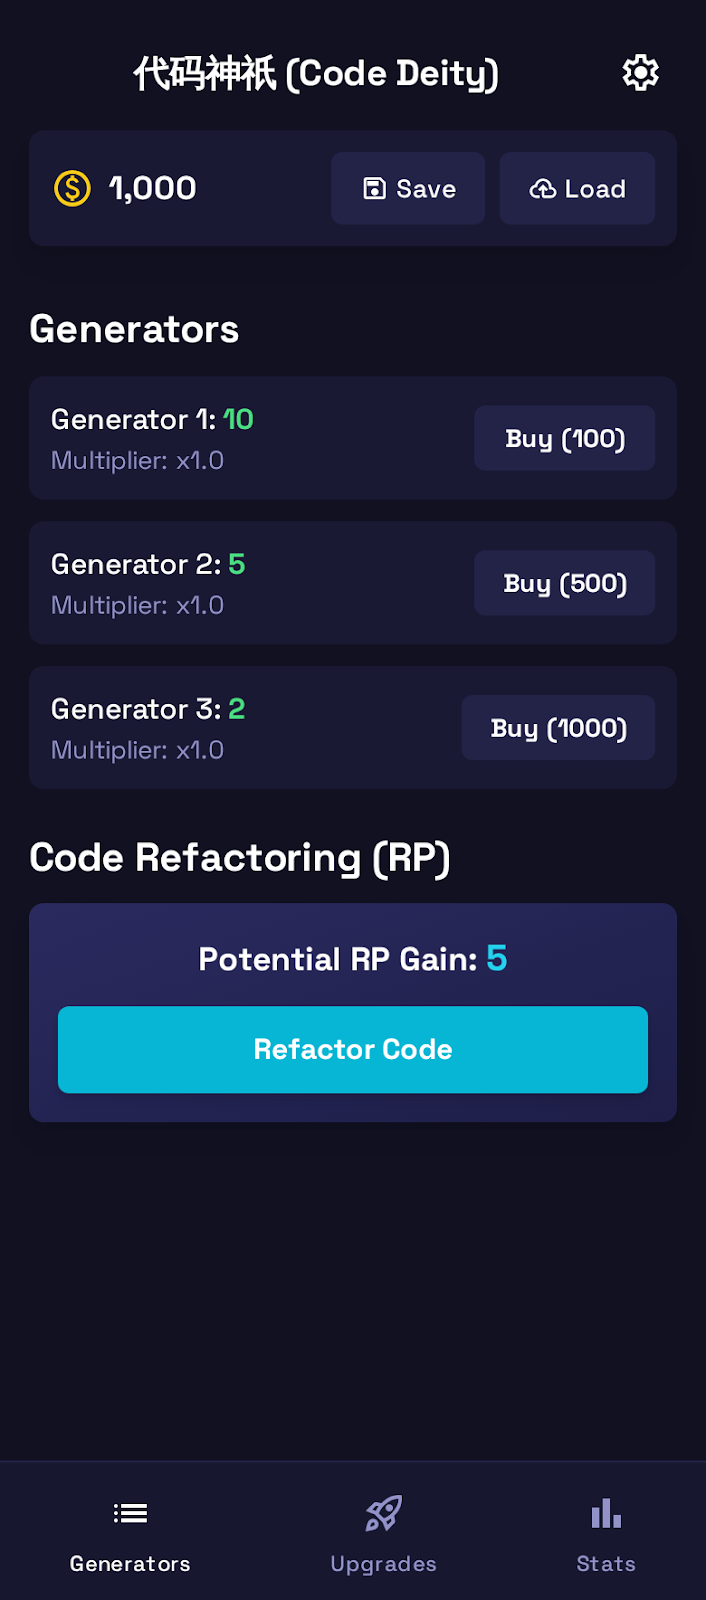 代码神祇 (Code Deity)
1,000
Save
Load
Generators
Generator 1: 10
Multiplier: x1.0
Buy (100)
Generator 2: 5
Multiplier: x1.0
Buy (500)
Generator 3: 2
Multiplier: x1.0
Buy (1000)
Code Refactoring (RP)
Potential RP Gain: 5
Refactor Code
Generators
Upgrades
Stats